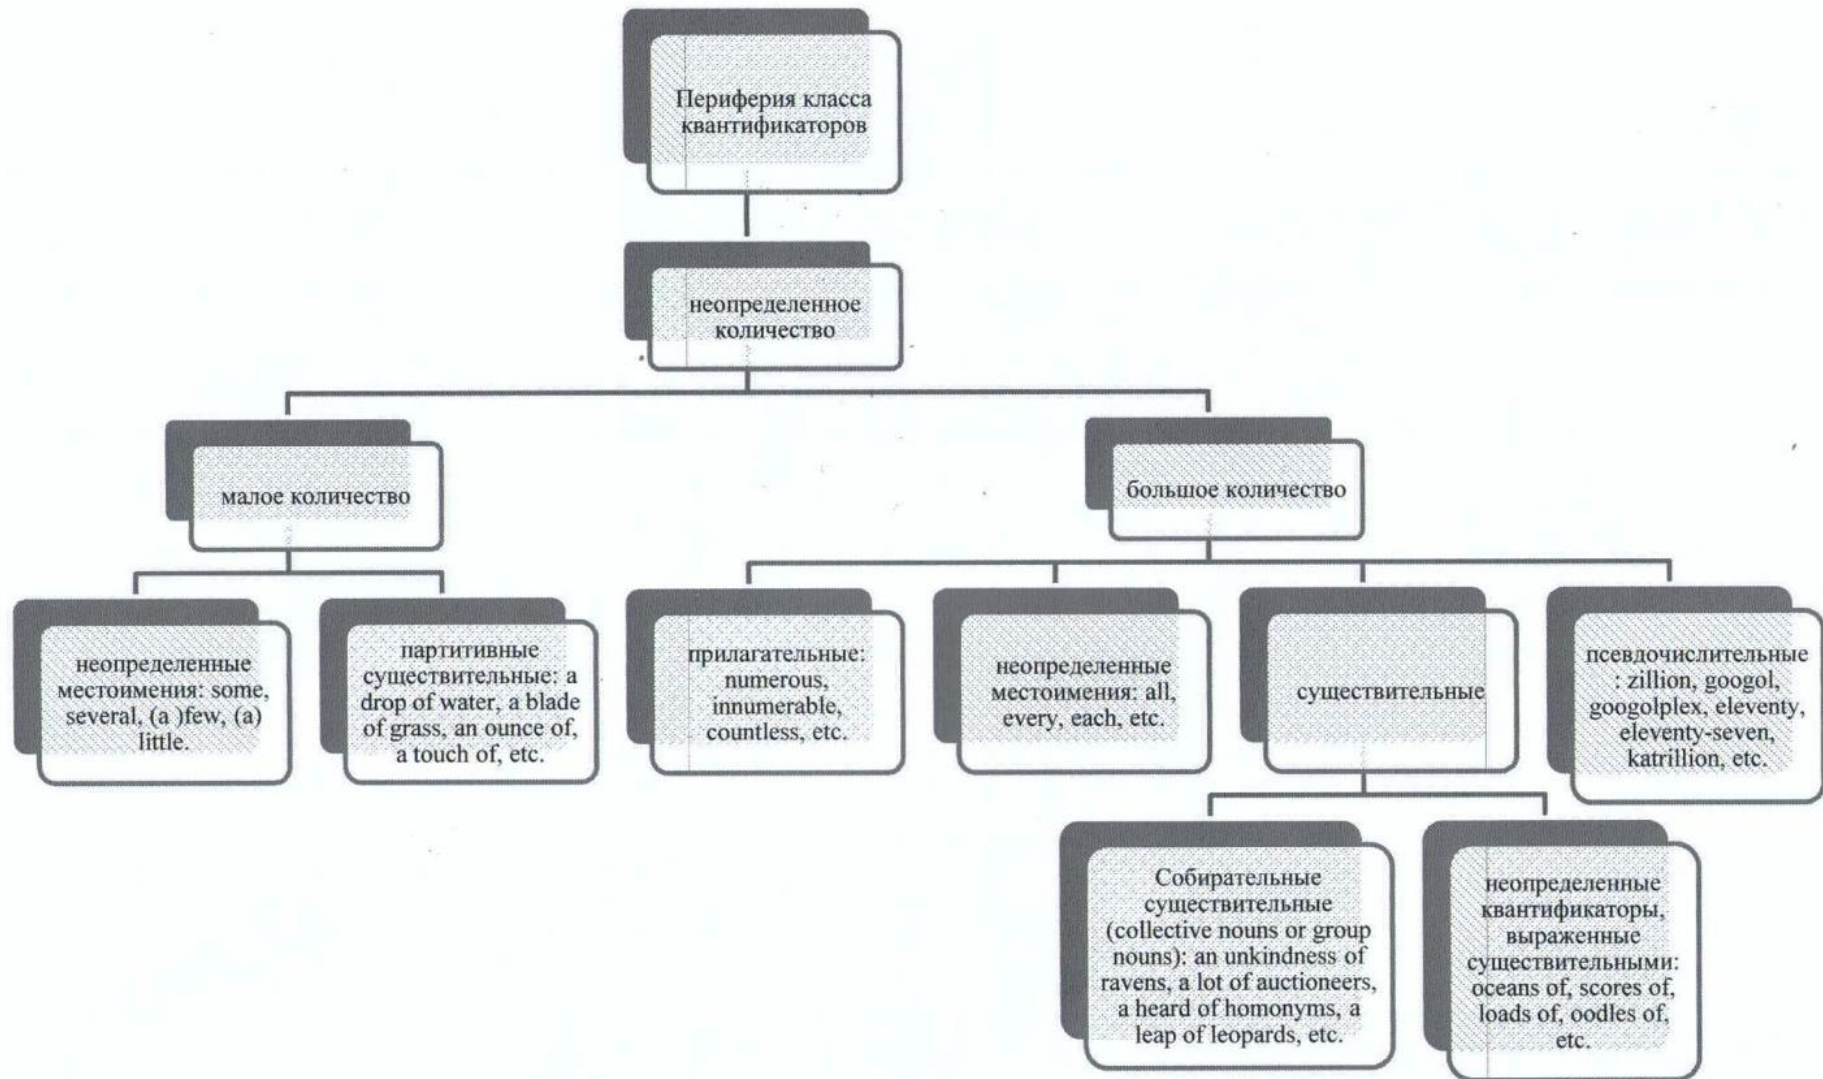 Периферия класса
квантификаторов
неопределенное
количество
малое количество
большое количество
неопределенные
местоимения: some,
several, (a )few, (a)
little.
партитивные
существительные: a
drop of water, a blade
of grass, an ounce of,
a touch of, etc.
прилагательные:
numerous,
innumerable,
countless, etc.
неопределенные
местоимения: all,
every, each, etc.
существительные
псевдочислительные
: zillion, googol,
googolplex, eleventy,
eleventy-seven,
katrillion, etc.
Собирательные
существительные
(collective nouns or group
nouns): an unkindness of
ravens, a lot of auctioneers,
a heard of homonyms, a
leap of leopards, etc.
неопределенные
квантификаторы,
выраженные
существительными:
oceans of, scores of,
loads of, oodles of,
etc.